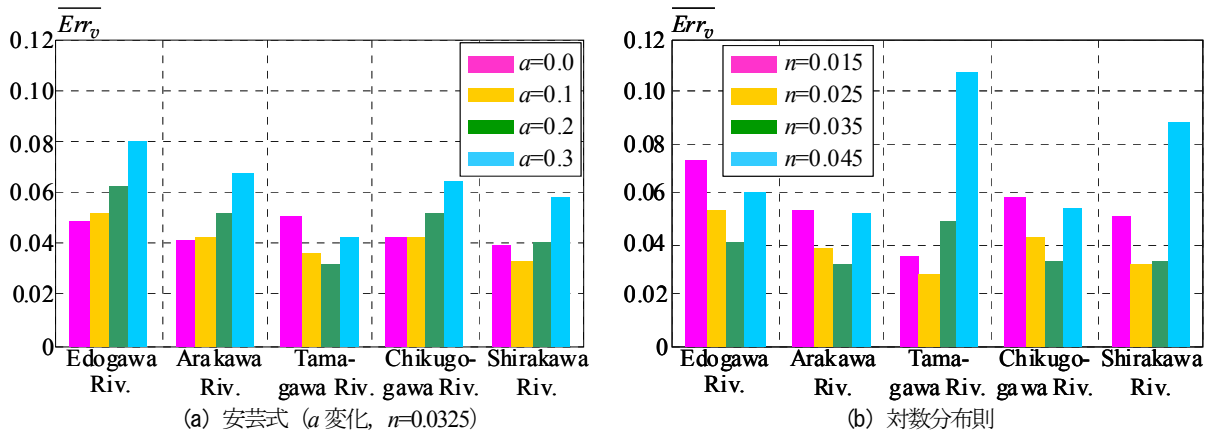 Err_v
0.12
0.10
0.08
0.06
0.04
0.02
0
a=0.0
a=0.1
a=0.2
a=0.3
Edogawa Riv.
Arakawa Riv.
Tama-gawa Riv.
Chikugo-gawa Riv.
Shirakawa Riv.
(a) 安芸式（a 変化，n=0.0325）
Err_v
0.12
0.10
0.08
0.06
0.04
0.02
0
n=0.015
n=0.025
n=0.035
n=0.045
Edogawa Riv.
Arakawa Riv.
Tama-gawa Riv.
Chikugo-gawa Riv.
Shirakawa Riv.
(b) 対数分布則